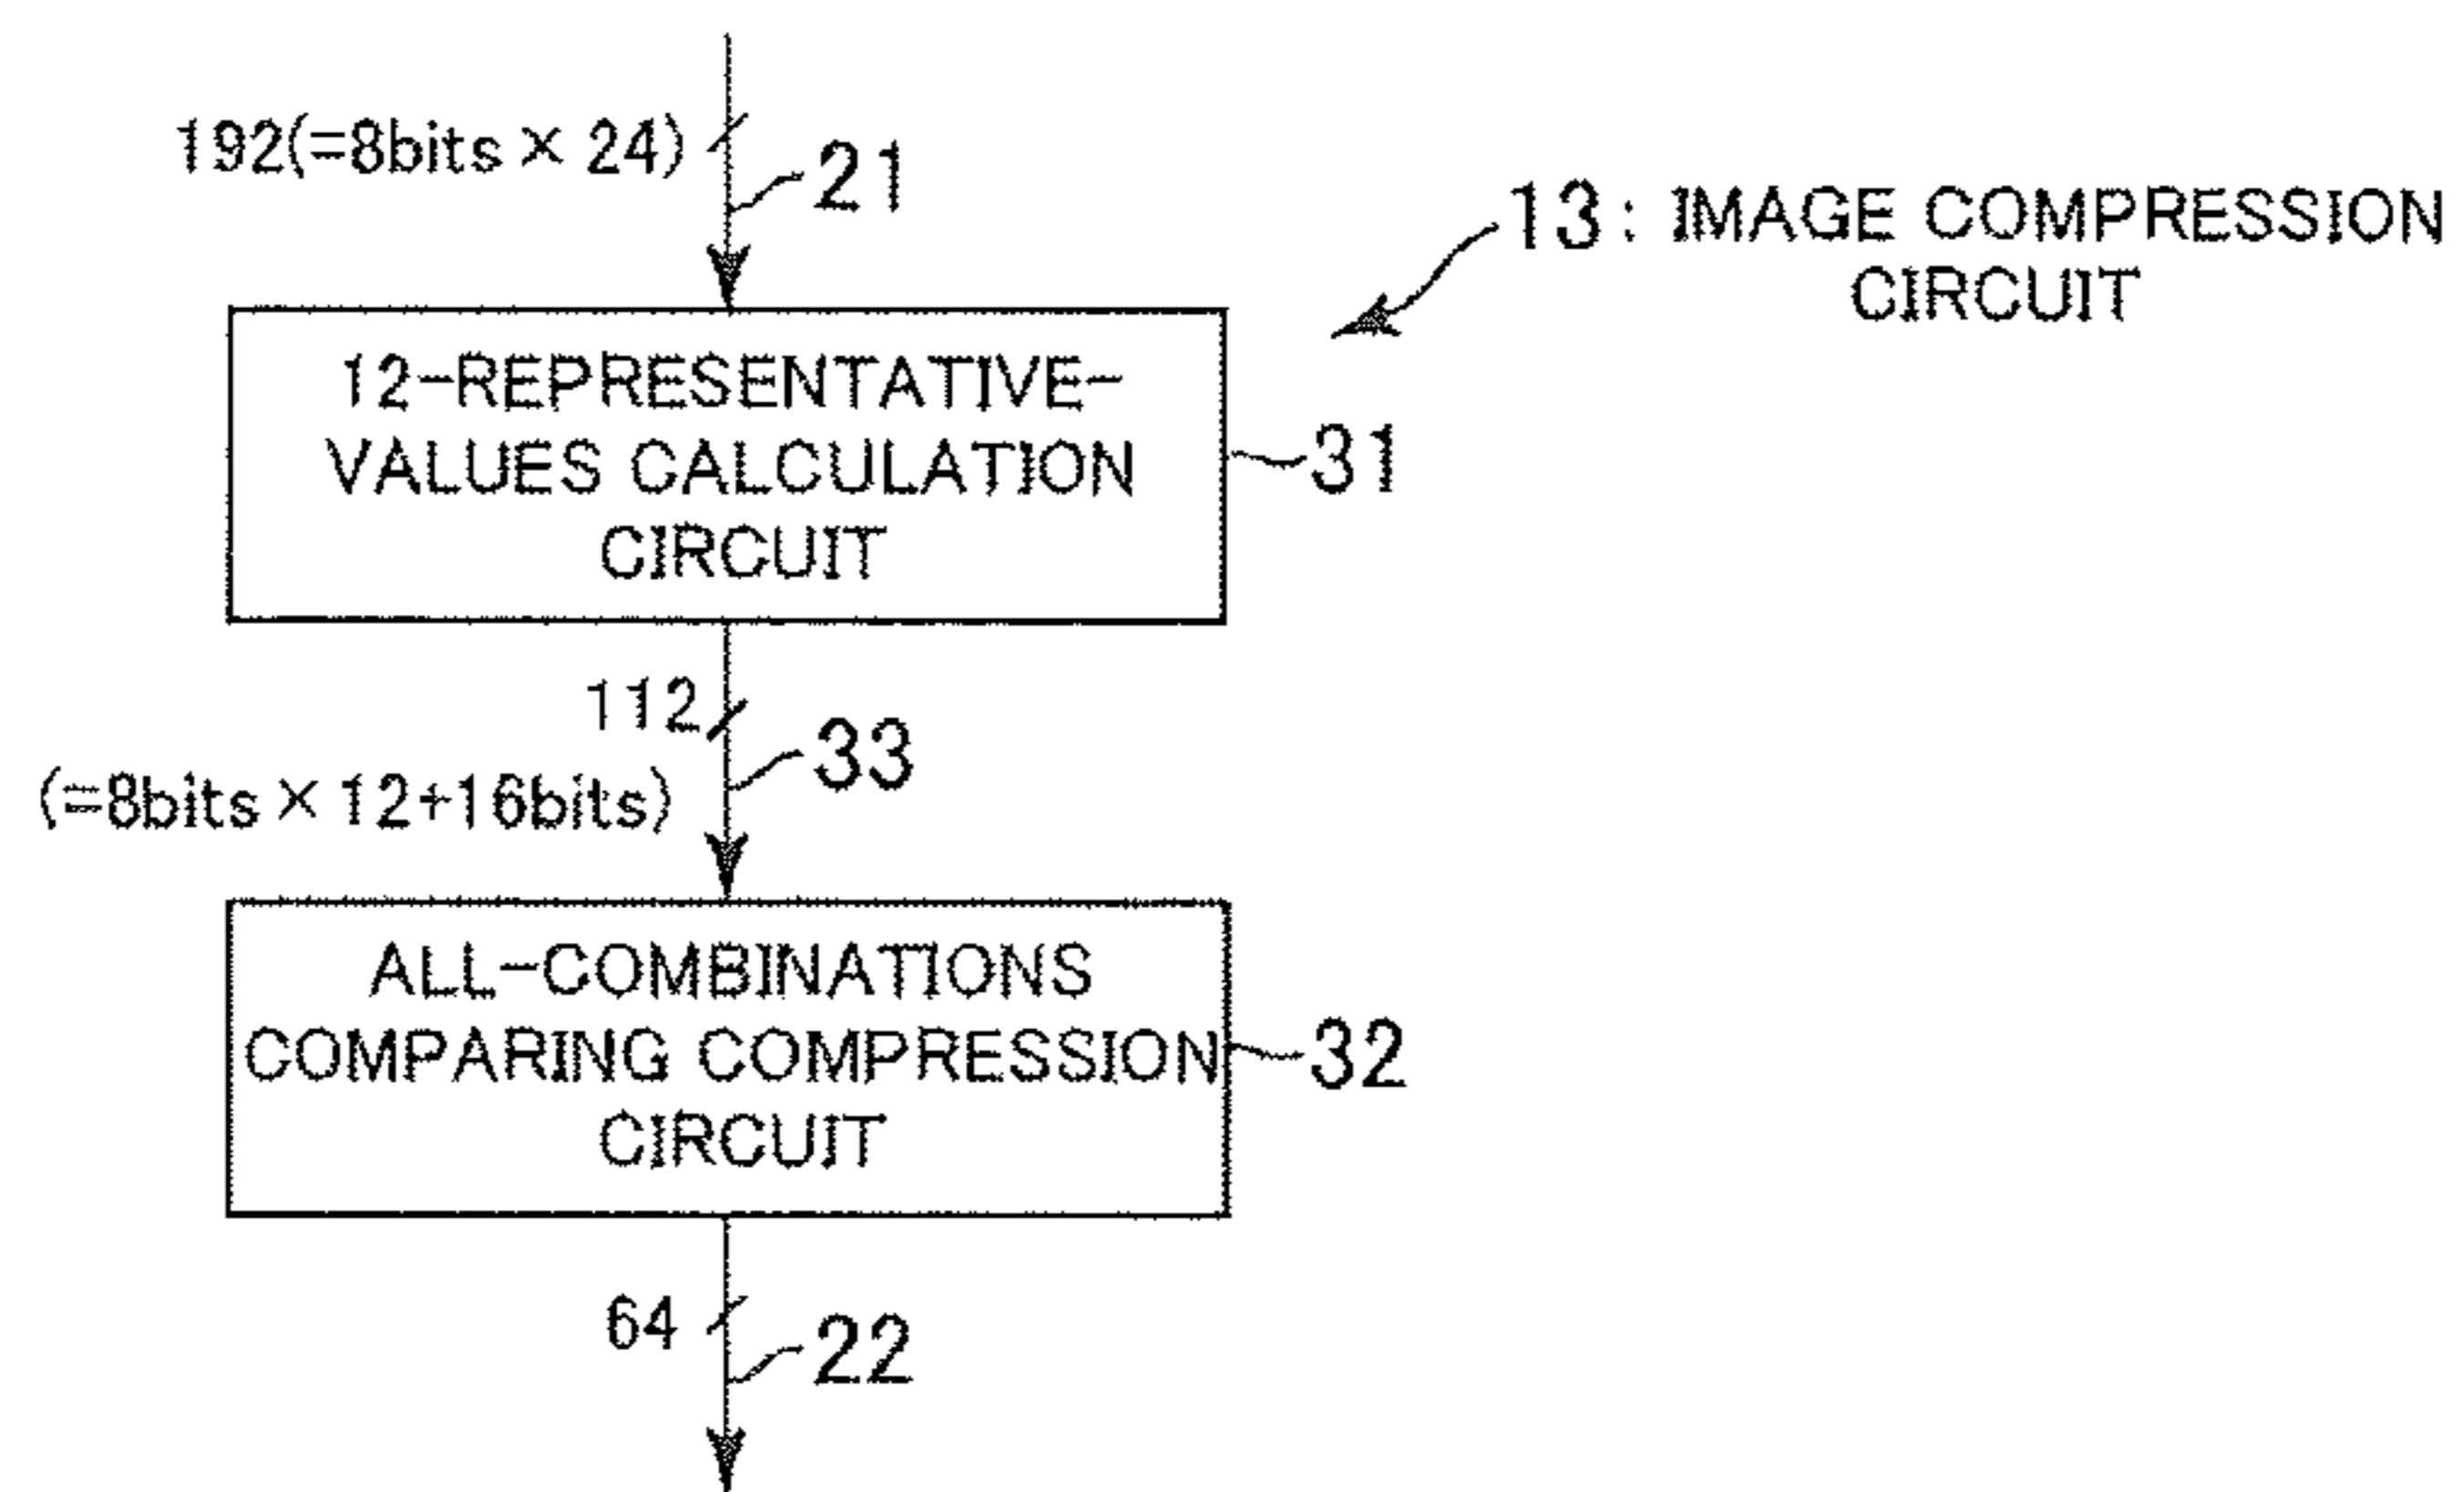 192(=8bits × 24)
21
13 : IMAGE COMPRESSION
CIRCUIT
12-REPRESENTATIVE-
VALUES CALCULATION
CIRCUIT
31
112
33
(=8bits × 12+16bits)
ALL-COMBINATIONS
COMPARING COMPRESSION
CIRCUIT
32
64
22